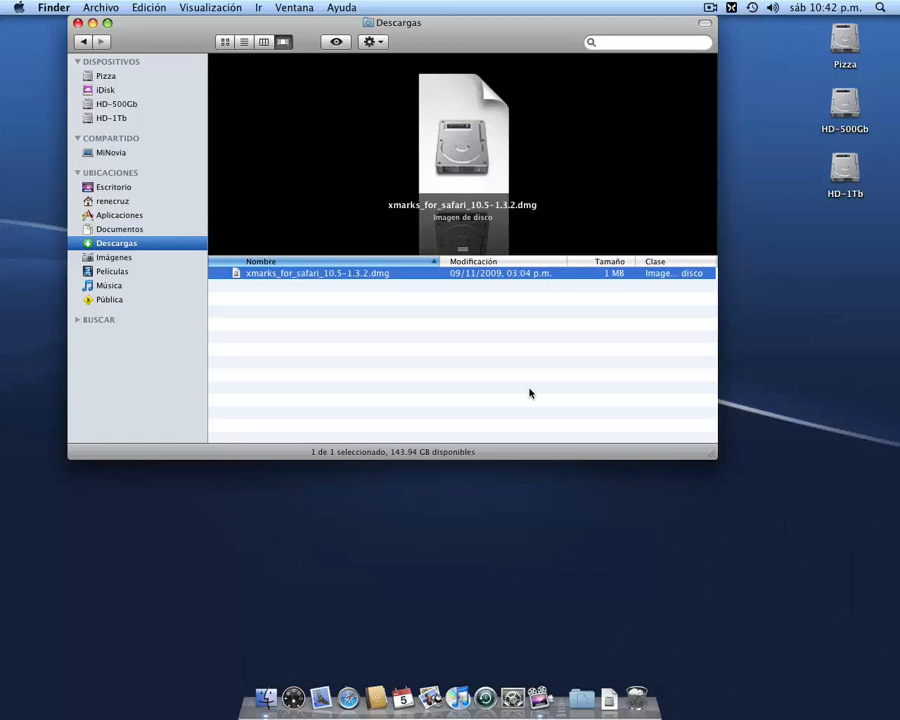 Finder Archivo Edición Visualización Ir Ventana Ayuda sáb 10:42 p.m.
Descargas
DISPOSITIVOS
Pizza
iDisk
HD-500Gb
HD-1Tb
COMPARTIDO
MiNovia
UBICACIONES
Escritorio
renecruz
Aplicaciones
Documentos
Descargas
Imágenes
Películas
Música
Pública
BUSCAR
xmarks_for_safari_10.5-1.3.2.dmg
Imagen de disco
Nombre Modificación Tamaño Clase
xmarks_for_safari_10.5-1.3.2.dmg 09/11/2009, 03:04 p.m. 1 MB Image... disco
1 de 1 seleccionado, 143.94 GB disponibles
Pizza
HD-500Gb
HD-1Tb
5